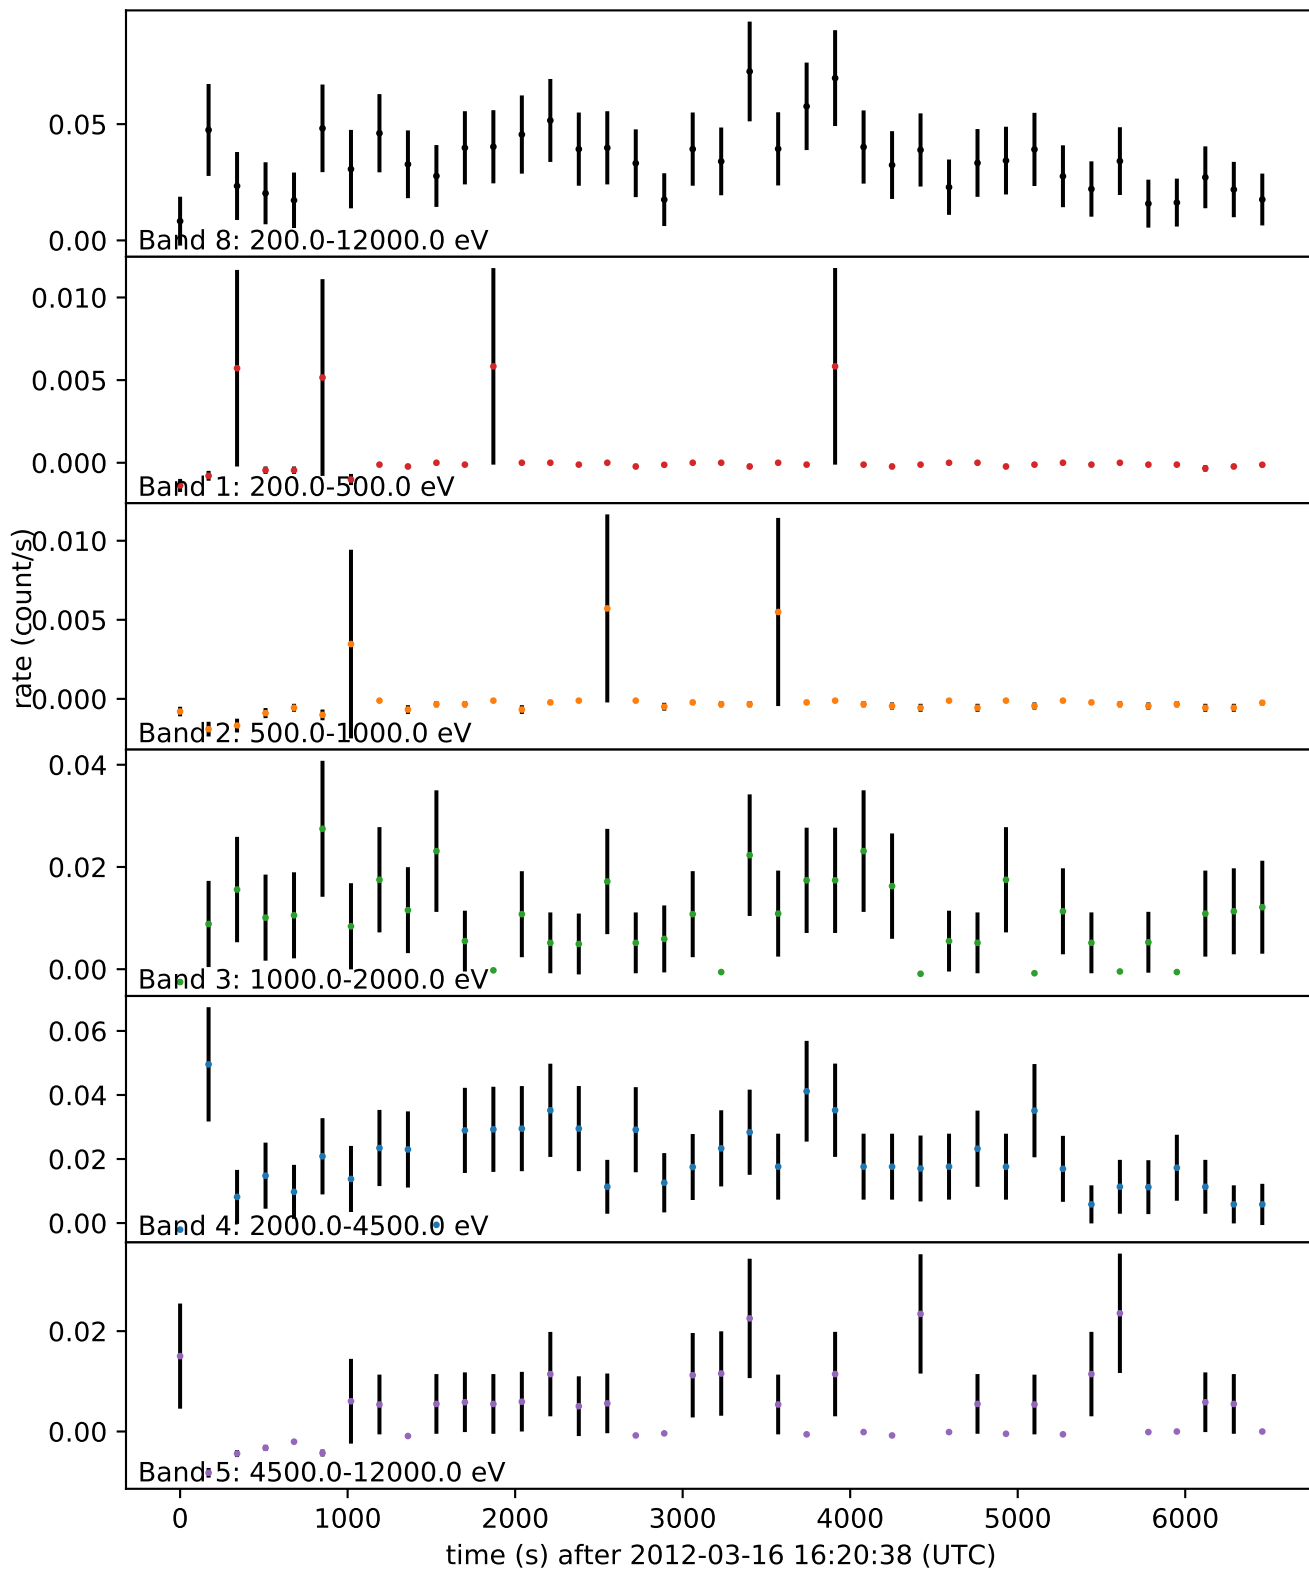 0.05
0.00
Band 8: 200.0-12000.0 eV
0.010
0.005
0.000
Band 1: 200.0-500.0 eV
rate (count/s)
0.010
0.005
0.000
Band 2: 500.0-1000.0 eV
0.04
0.02
0.00
Band 3: 1000.0-2000.0 eV
0.06
0.04
0.02
0.00
Band 4: 2000.0-4500.0 eV
0.02
0.00
Band 5: 4500.0-12000.0 eV
0 1000 2000 3000 4000 5000 6000
time (s) after 2012-03-16 16:20:38 (UTC)